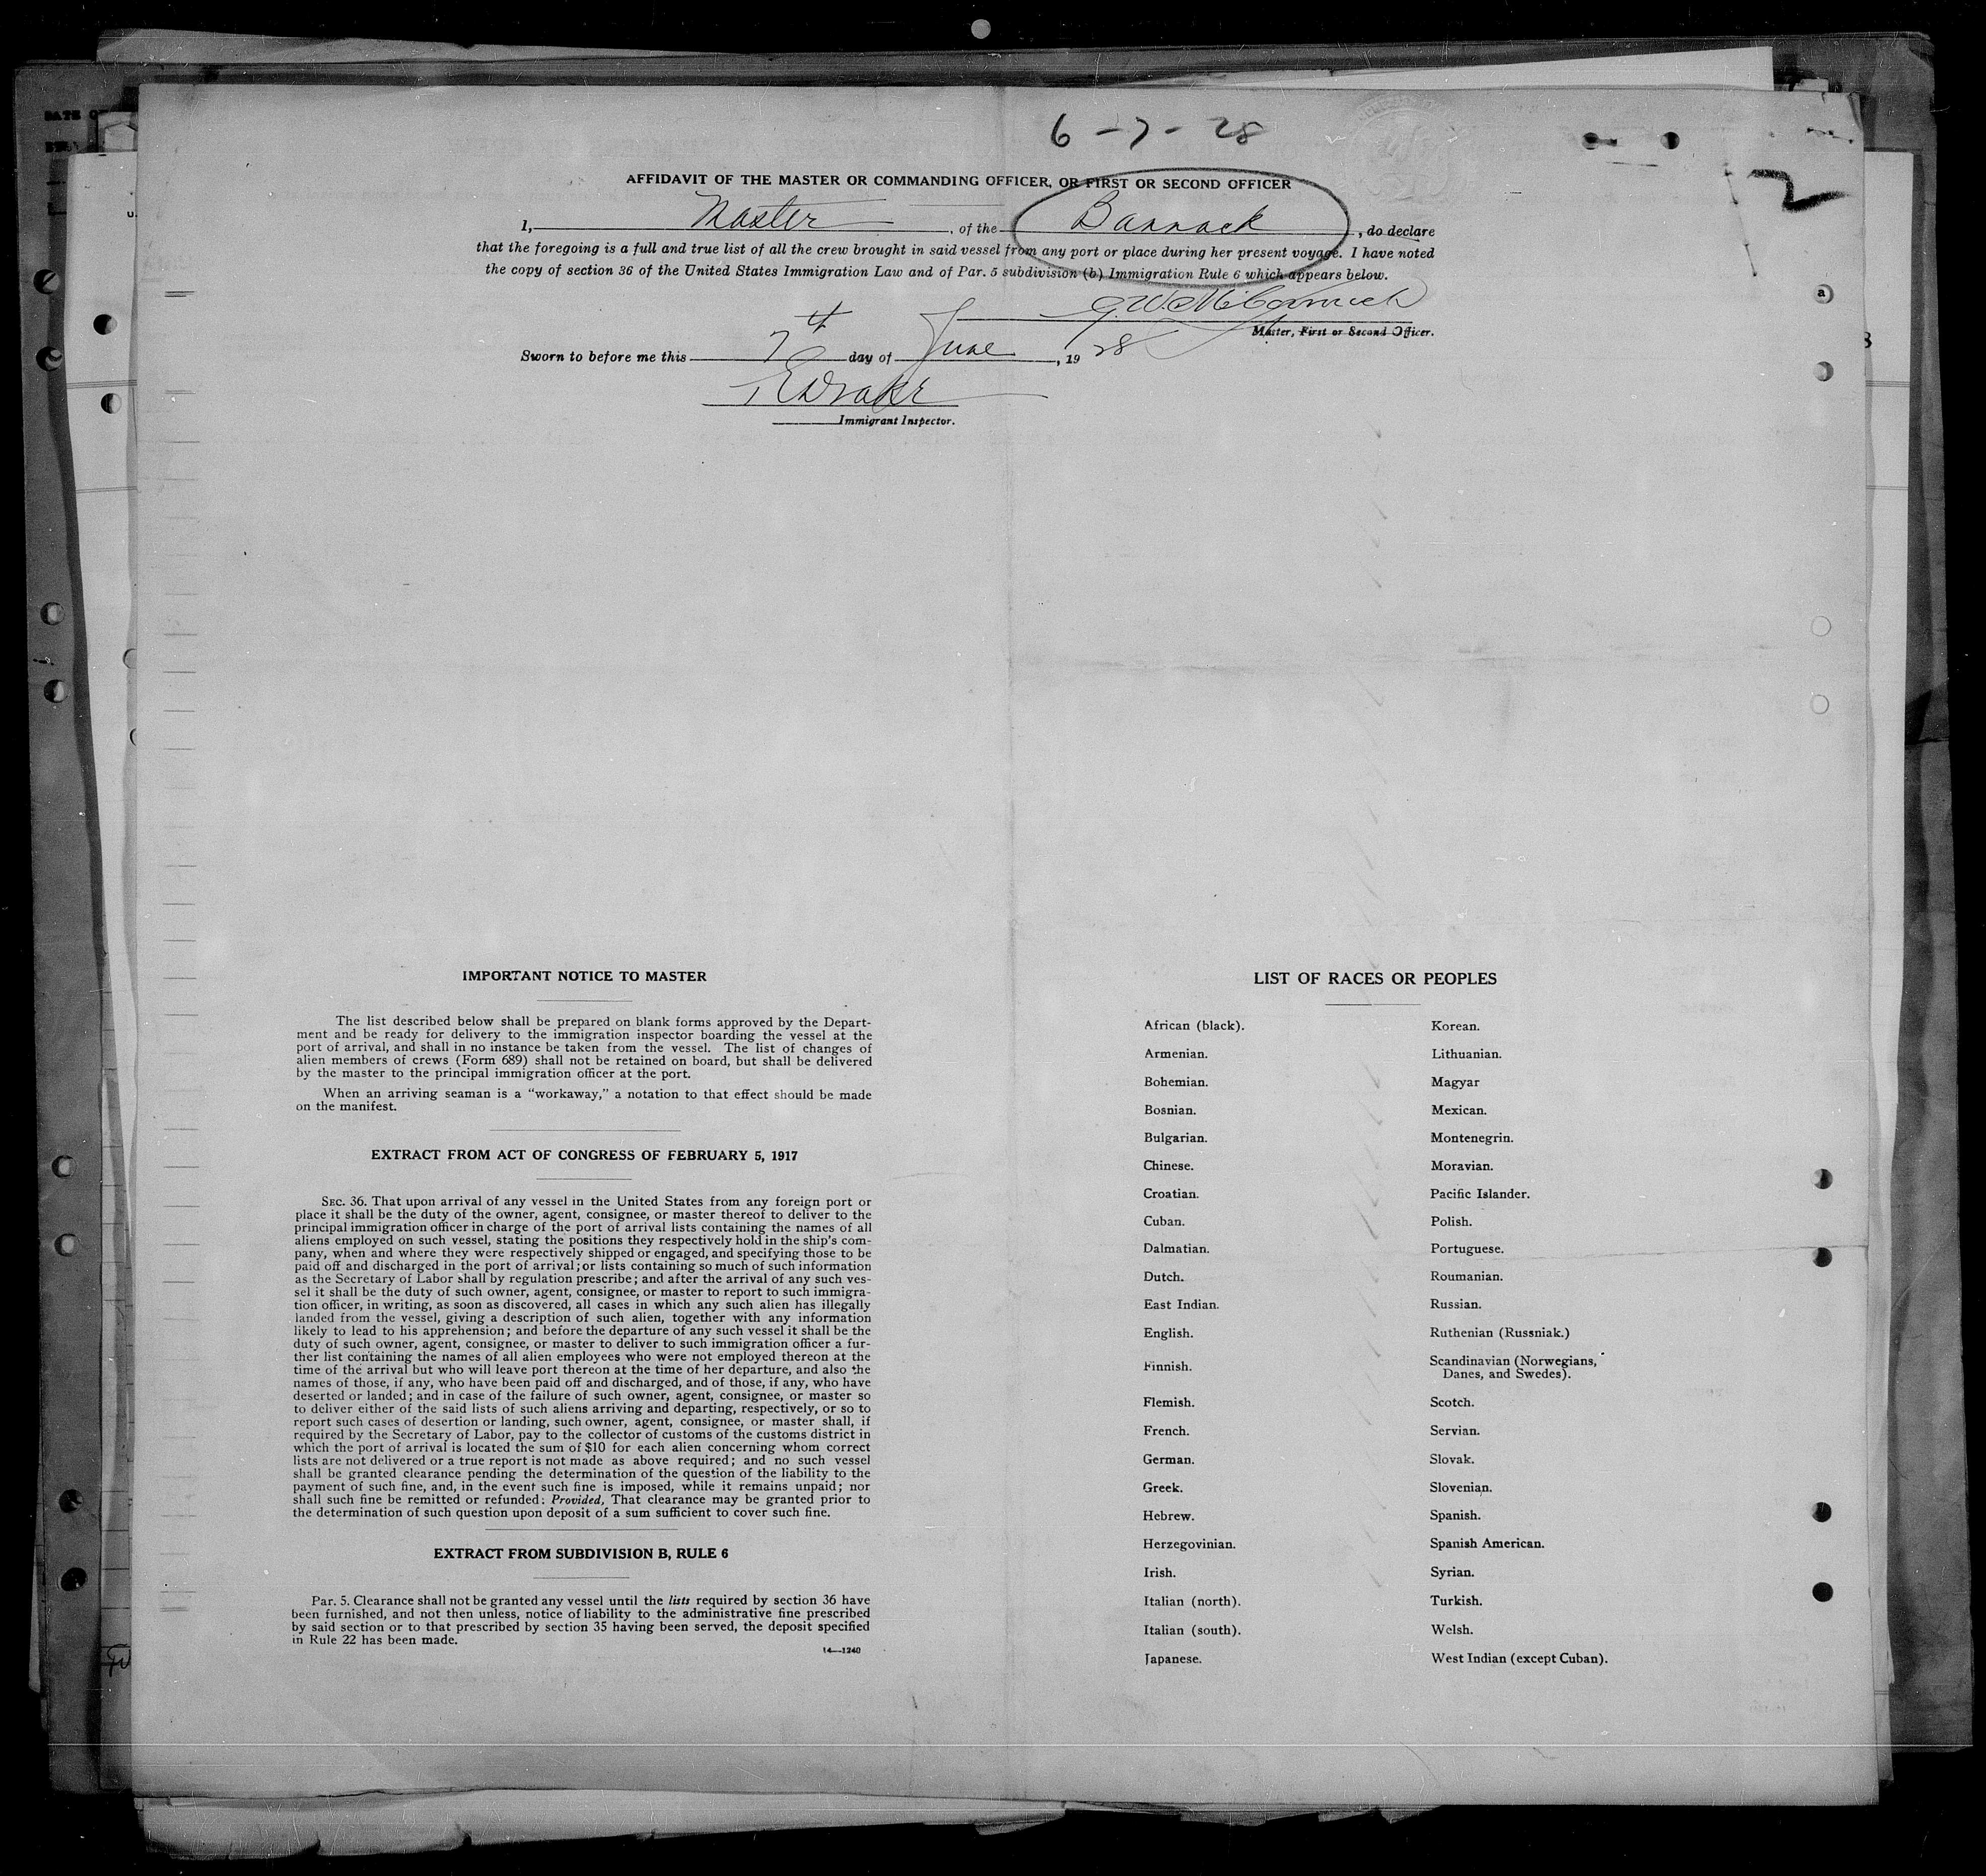 6 - 7 - 28
2
AFFIDAVIT OF THE MASTER OR COMMANDING OFFICER, OR FIRST OR SECOND OFFICER
I, Master, of the Bannack, do declare
that the foregoing is a full and true list of all the crew brought in said vessel from any port or place during her present voyage. I have noted
the copy of section 36 of the United States Immigration Law and of Par. 5 subdivision (b) Immigration Rule 6 which appears below.
G.W. McCormick
Master, First or Second Officer.
Sworn to before me this 7th day of June, 1928
Drake
Immigrant Inspector.
IMPORTANT NOTICE TO MASTER
The list described below shall be prepared on blank forms approved by the Depart-
ment and be ready for delivery to the immigration inspector boarding the vessel at the
port of arrival, and shall in no instance be taken from the vessel. The list of changes of
alien members of crews (Form 689) shall not be retained on board, but shall be delivered
by the master to the principal immigration officer at the port.
When an arriving seaman is a "workaway," a notation to that effect should be made
on the manifest.
EXTRACT FROM ACT OF CONGRESS OF FEBRUARY 5, 1917
SEC. 36. That upon arrival of any vessel in the United States from any foreign port or
place it shall be the duty of the owner, agent, consignee, or master thereof to deliver to the
principal immigration officer in charge of the port of arrival lists containing the names of all
aliens employed on such vessel, stating the positions they respectively hold in the ship's com-
pany, when and where they were respectively shipped or engaged, and specifying those to be
paid off and discharged in the port of arrival; or lists containing so much of such information
as the Secretary of Labor shall by regulation prescribe; and after the arrival of any such ves-
sel it shall be the duty of such owner, agent, consignee, or master to report to such immigra-
tion officer, in writing, as soon as discovered, all cases in which any such alien has illegally
landed from the vessel, giving a description of such alien, together with any information
likely to lead to his apprehension; and before the departure of any such vessel it shall be the
duty of such owner, agent, consignee, or master to deliver to such immigration officer a fur-
ther list containing the names of all alien employees who were not employed thereon at the
time of the arrival but who will leave port thereon at the time of her departure, and also the
names of those, if any, who have been paid off and discharged, and of those, if any, who have
deserted or landed; and in case of the failure of such owner, agent, consignee, or master so
to deliver either of the said lists of such aliens arriving and departing, respectively, or so to
report such cases of desertion or landing, such owner, agent, consignee, or master shall, if
required by the Secretary of Labor, pay to the collector of customs of the customs district in
which the port of arrival is located the sum of $10 for each alien concerning whom correct
lists are not delivered or a true report is not made as above required; and no such vessel
shall be granted clearance pending the determination of the question of the liability to the
payment of such fine, and, in the event such fine is imposed, while it remains unpaid; nor
shall such fine be remitted or refunded: Provided, That clearance may be granted prior to
the determination of such question upon deposit of a sum sufficient to cover such fine.
EXTRACT FROM SUBDIVISION B, RULE 6
Par. 5. Clearance shall not be granted any vessel until the lists required by section 36 have
been furnished, and not then unless, notice of liability to the administrative fine prescribed
by said section or to that prescribed by section 35 having been served, the deposit specified
in Rule 22 has been made.
14—1240
LIST OF RACES OR PEOPLES
African (black).
Armenian.
Bohemian.
Bosnian.
Bulgarian.
Chinese.
Croatian.
Cuban.
Dalmatian.
Dutch.
East Indian.
English.
Finnish.
Flemish.
French.
German.
Greek.
Hebrew.
Herzegovinian.
Irish.
Italian (north).
Italian (south).
Japanese.
Korean.
Lithuanian.
Magyar
Mexican.
Montenegrin.
Moravian.
Pacific Islander.
Polish.
Portuguese.
Roumanian.
Russian.
Ruthenian (Russniak.)
Scandinavian (Norwegians,
Danes, and Swedes).
Scotch.
Servian.
Slovak.
Slovenian.
Spanish.
Spanish American.
Syrian.
Turkish.
Welsh.
West Indian (except Cuban).